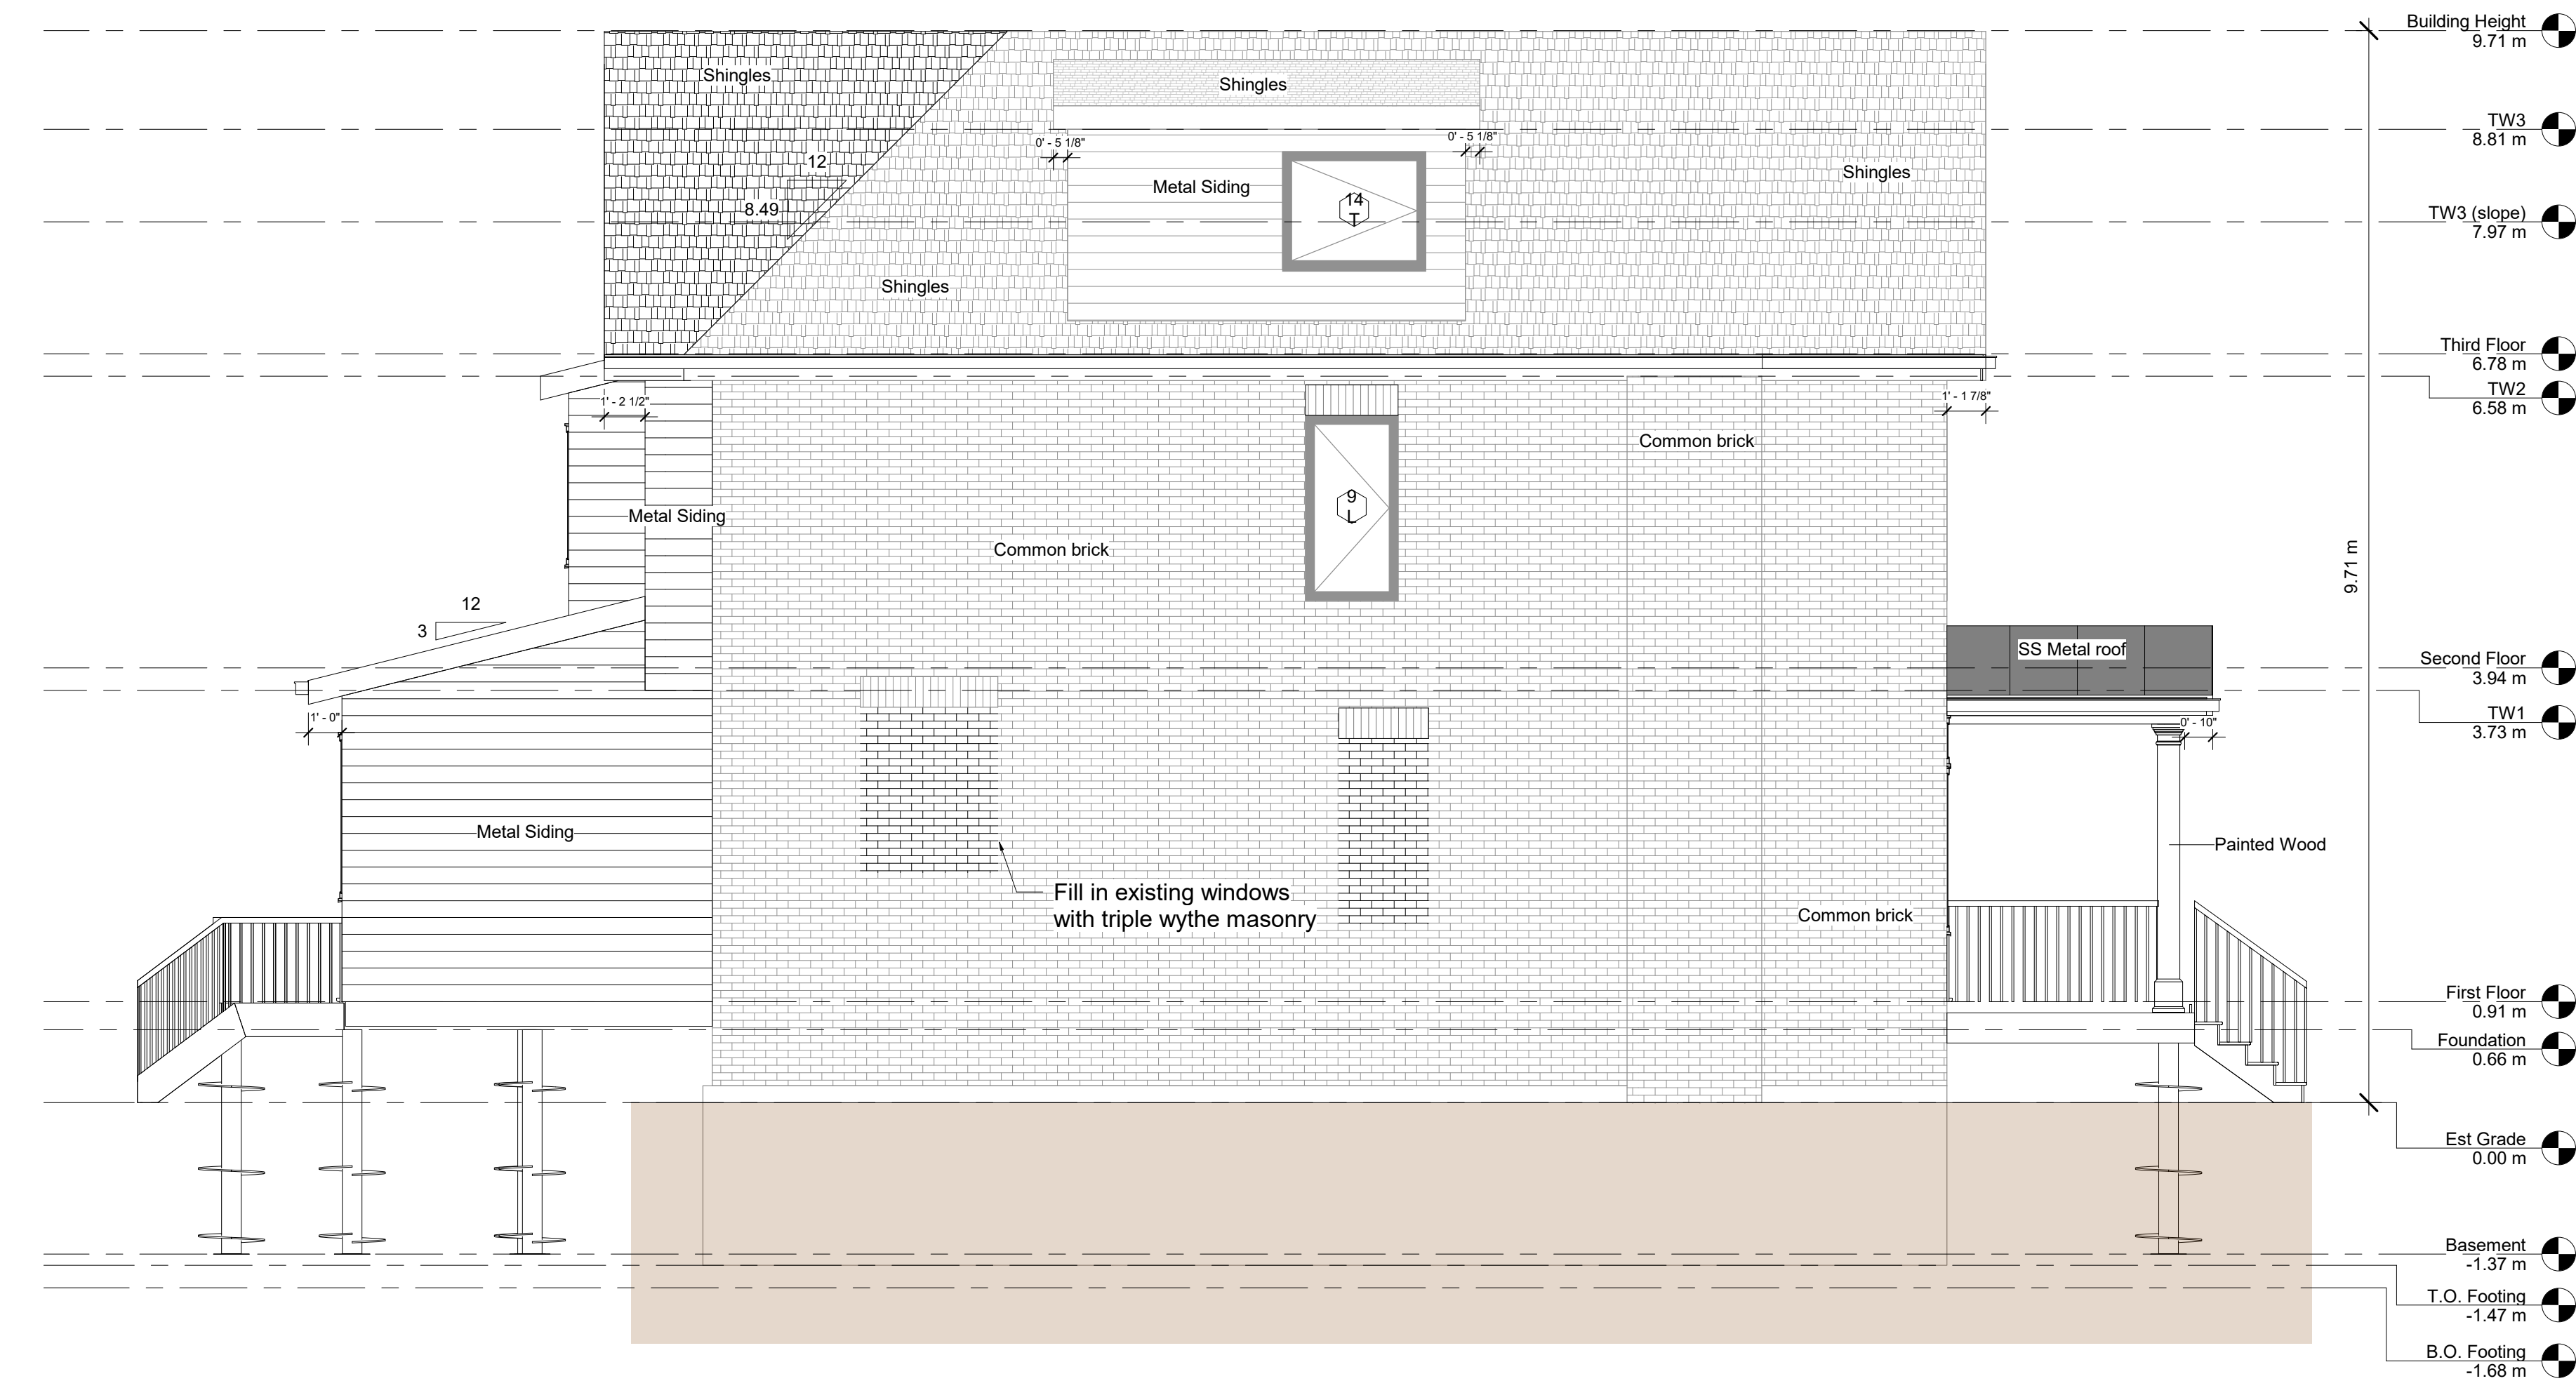 Building Height
9.71 m
Shingles
Shingles
TW3
8.81 m
0' - 5 1/8"
0' - 5 1/8"
12
Shingles
Metal Siding
14
T
8.49
TW3 (slope)
7.97 m
Shingles
Third Floor
6.78 m
TW2
6.58 m
1' - 2 1/2"
1' - 1 7/8"
Common brick
9
L
Metal Siding
Common brick
9.71 m
12
3
SS Metal roof
Second Floor
3.94 m
1' - 0"
0' - 10"
TW1
3.73 m
Metal Siding
Painted Wood
Fill in existing windows
with triple wythe masonry
Common brick
First Floor
0.91 m
Foundation
0.66 m
Est Grade
0.00 m
Basement
-1.37 m
T.O. Footing
-1.47 m
B.O. Footing
-1.68 m